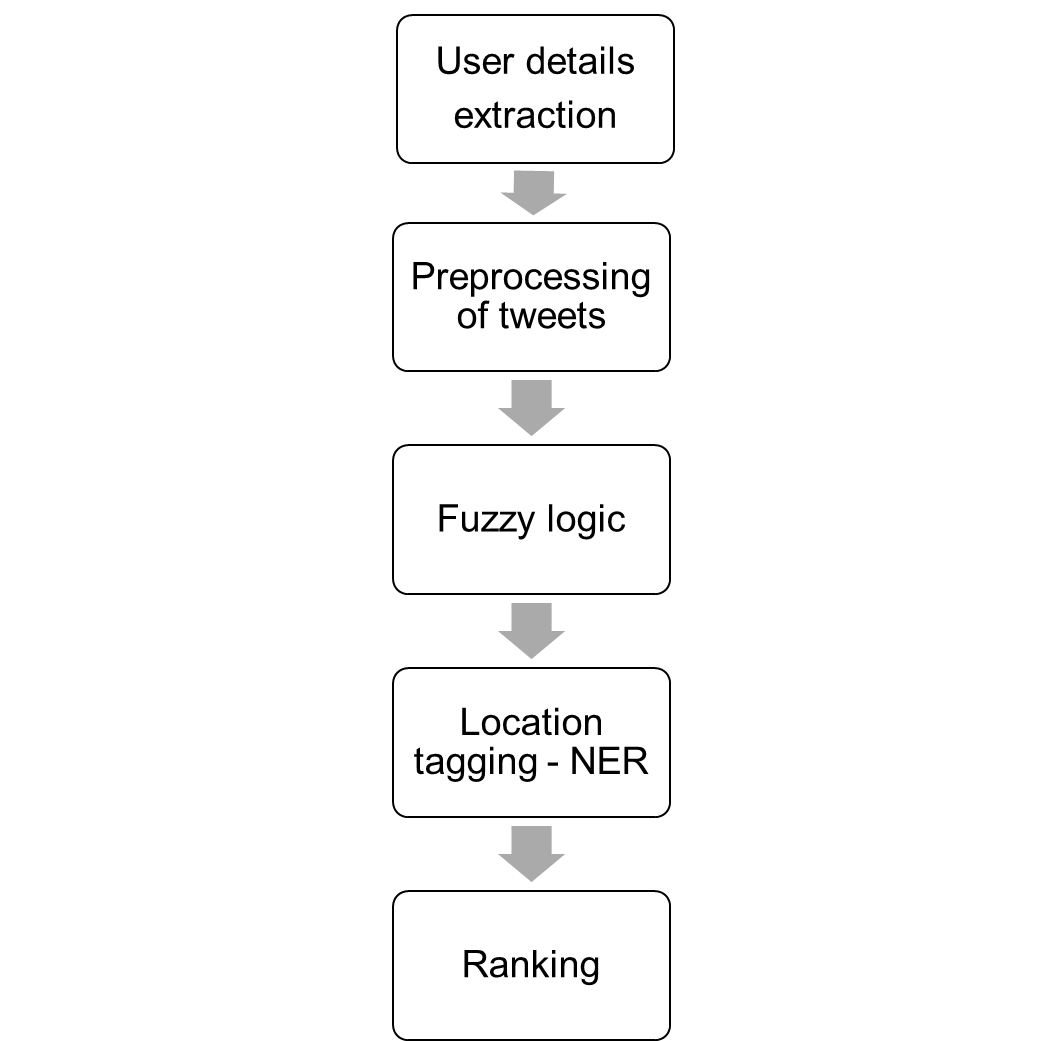 User details
extraction
Preprocessing
of tweets
Fuzzy logic
Location
tagging - NER
Ranking